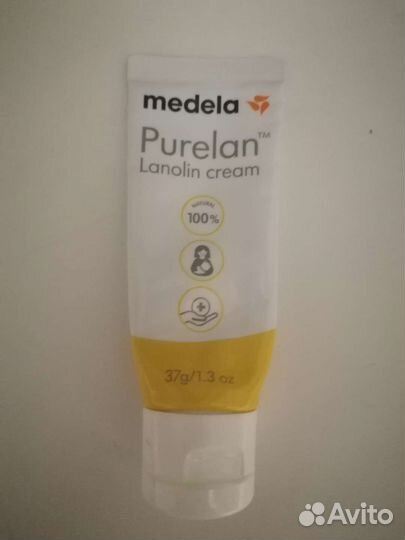 medela
Purelan™
Lanolin cream
NATURAL
100%
37g/1.3 oz
Avito